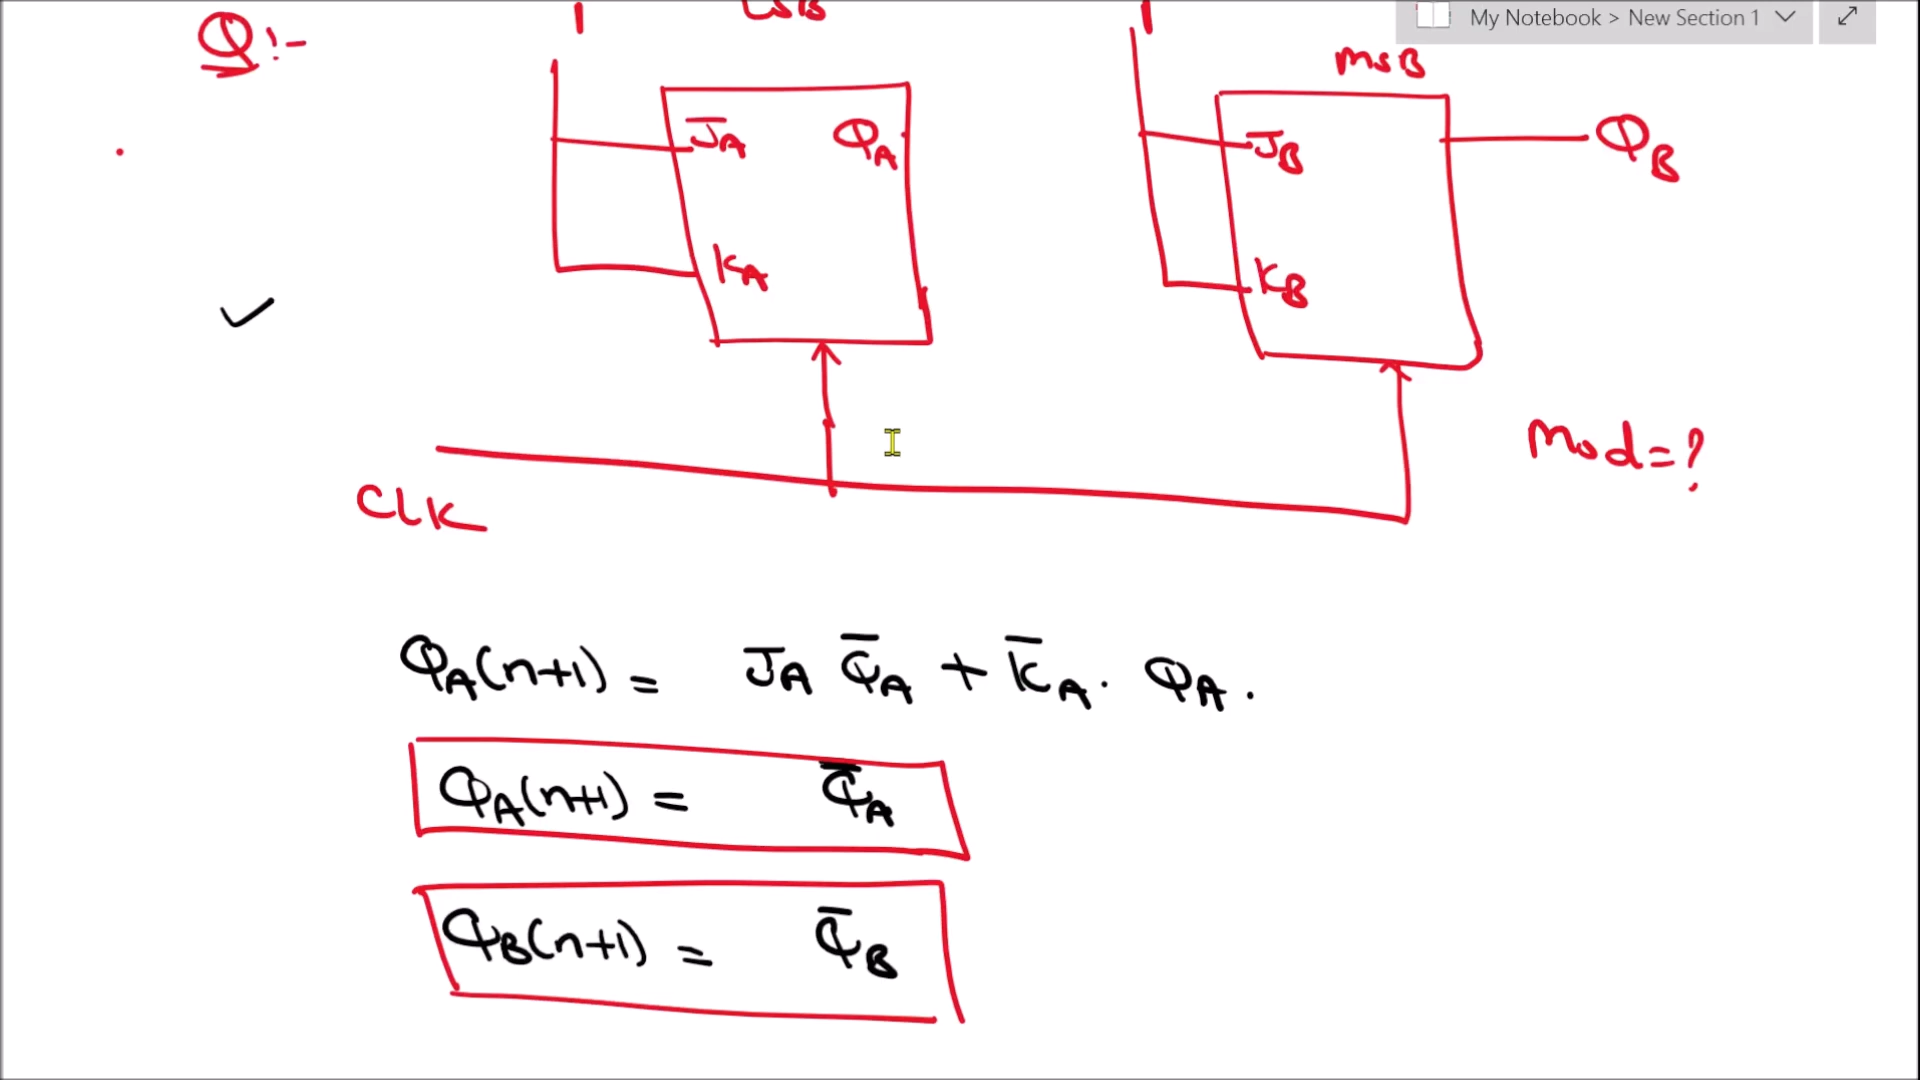 My Notebook > New Section 1
Q:-
1 LSB 1
MSB
JA QA JB QB
KA KB
Mod=?
CLK
QA(n+1) = JA Q̅A + K̅A. QA.
QA(n+1) = Q̅A
QB(n+1) = Q̅B